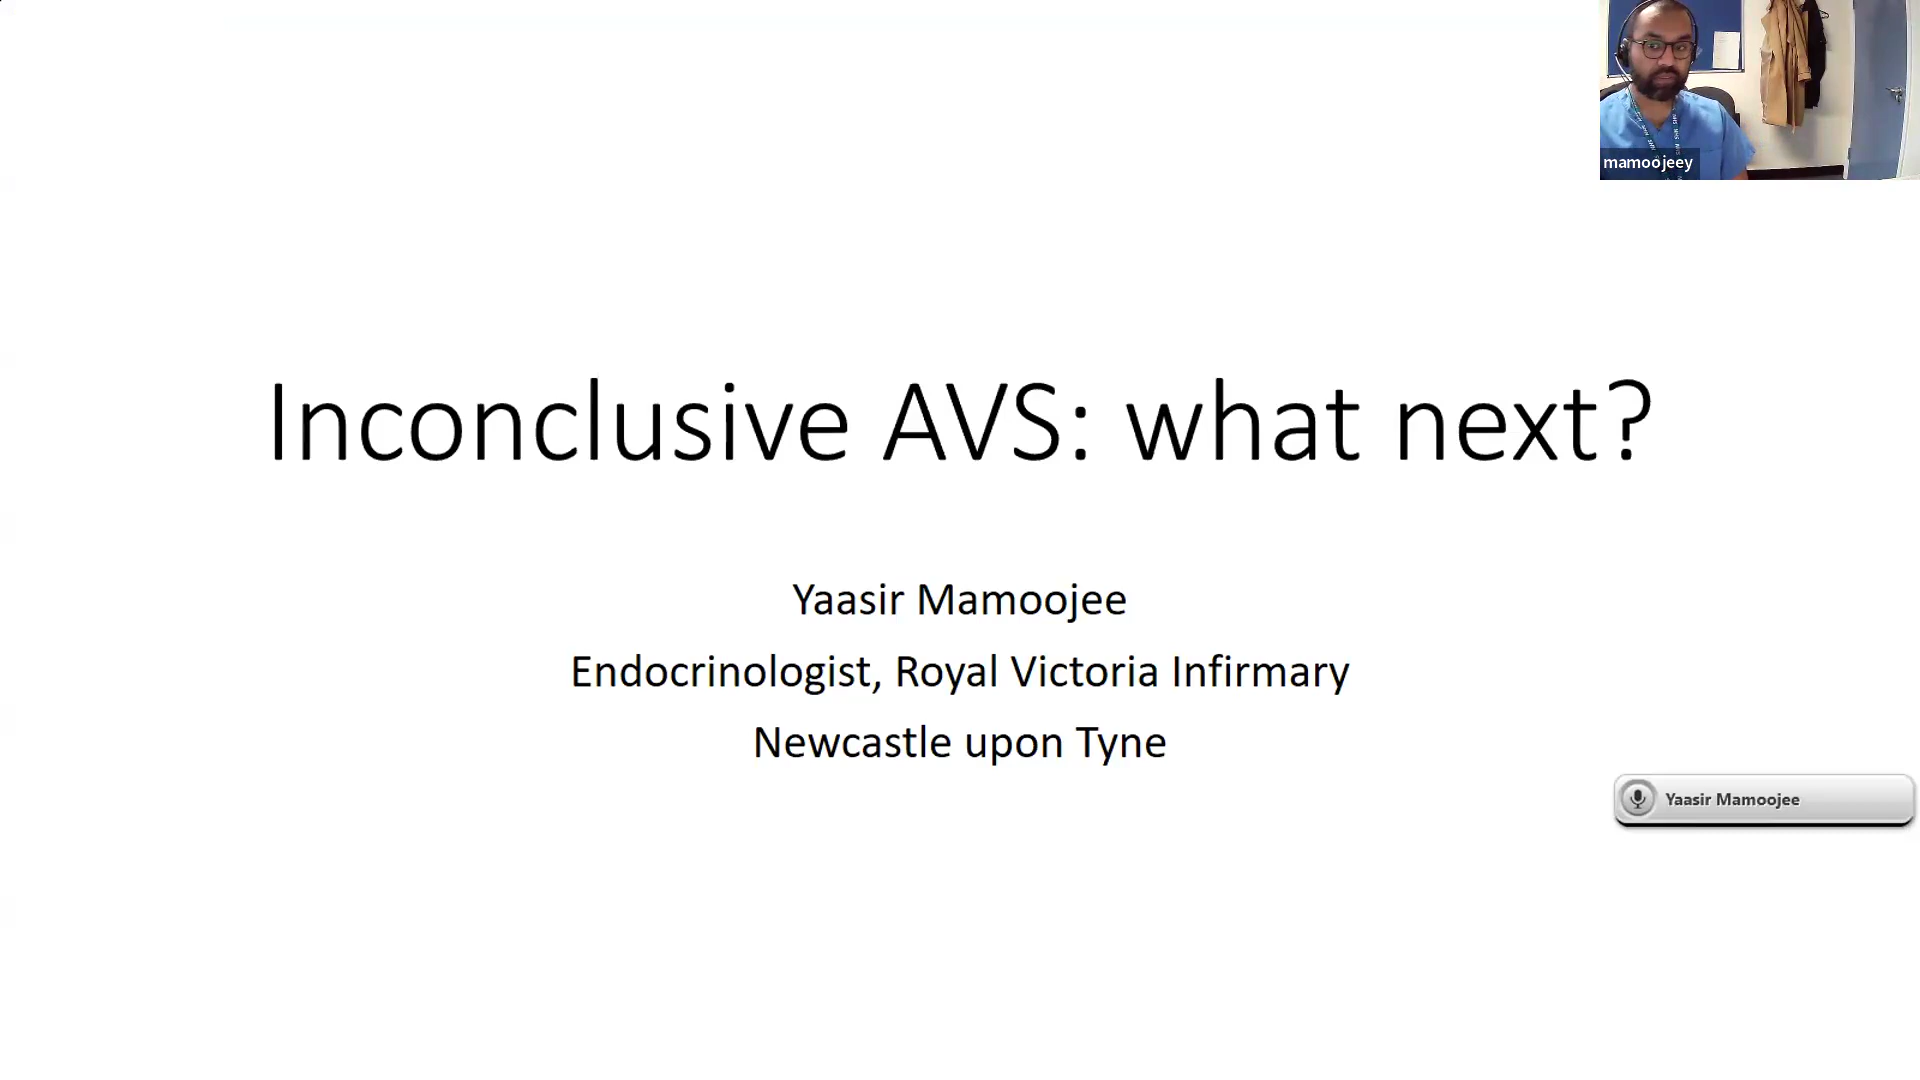 mamoojeey
Inconclusive AVS: what next?
Yaasir Mamoojee
Endocrinologist, Royal Victoria Infirmary
Newcastle upon Tyne
Yaasir Mamoojee